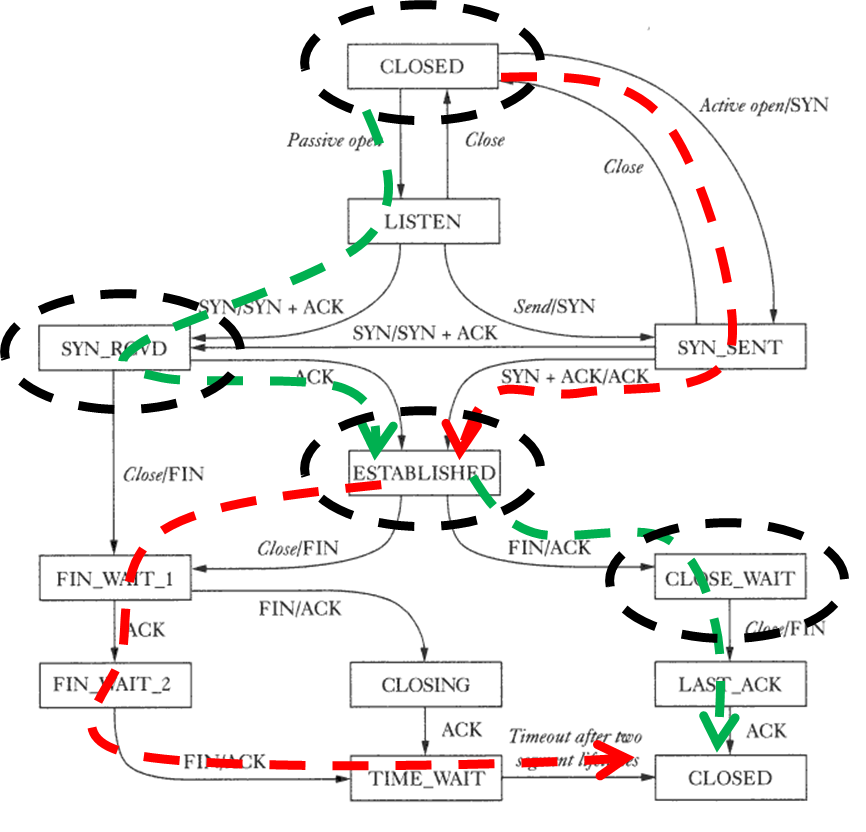 CLOSED
Active open/SYN
Passive open
Close
Close
LISTEN
SYN/SYN + ACK
Send/SYN
SYN/SYN + ACK
SYN_RCVD
SYN_SENT
ACK
SYN + ACK/ACK
ESTABLISHED
Close/FIN
Close/FIN
FIN/ACK
FIN_WAIT_1
CLOSE_WAIT
FIN/ACK
ACK
Close/FIN
FIN_WAIT_2
CLOSING
LAST_ACK
ACK
ACK
Timeout after two
segment lifetimes
FIN/ACK
TIME_WAIT
CLOSED